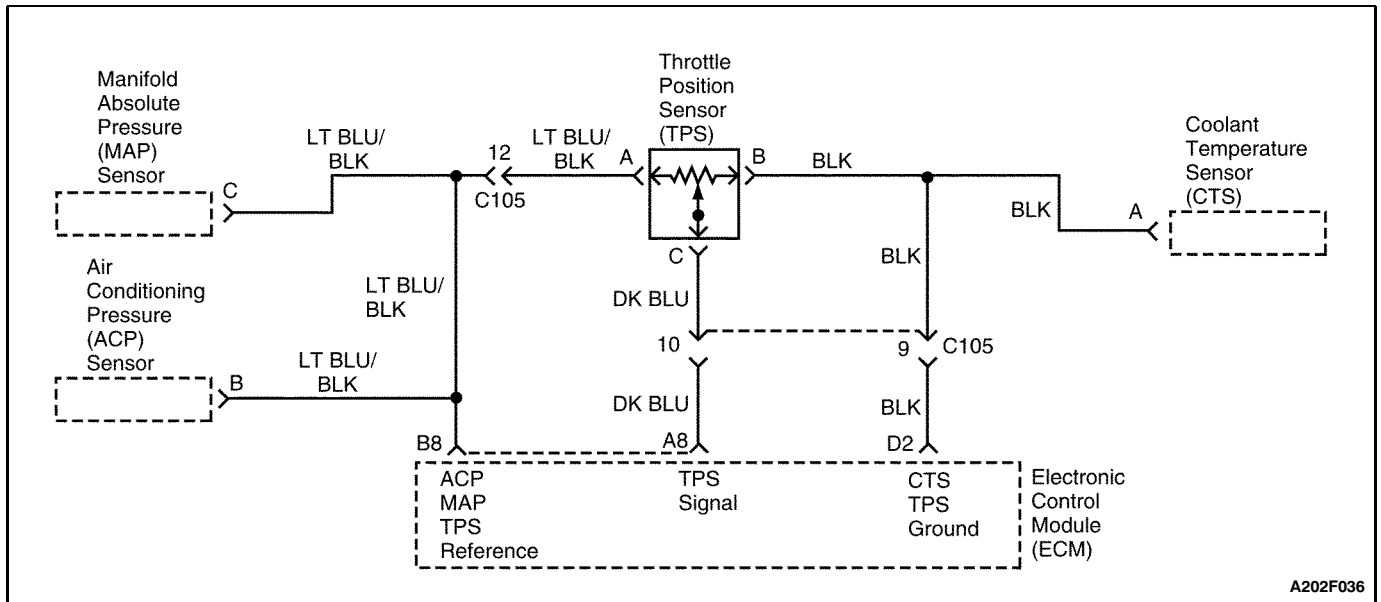 Manifold
Absolute
Pressure
(MAP)
Sensor
C
LT BLU/
BLK
12
C105
LT BLU/
BLK
A
Throttle
Position
Sensor
(TPS)
B
BLK
Coolant
Temperature
Sensor
(CTS)
BLK
A
Air
Conditioning
Pressure
(ACP)
Sensor
B
LT BLU/
BLK
LT BLU/
BLK
C
DK BLU
BLK
10
9
C105
DK BLU
BLK
B8
A8
D2
ACP
MAP
TPS
Reference
TPS
Signal
CTS
TPS
Ground
Electronic
Control
Module
(ECM)
A202F036